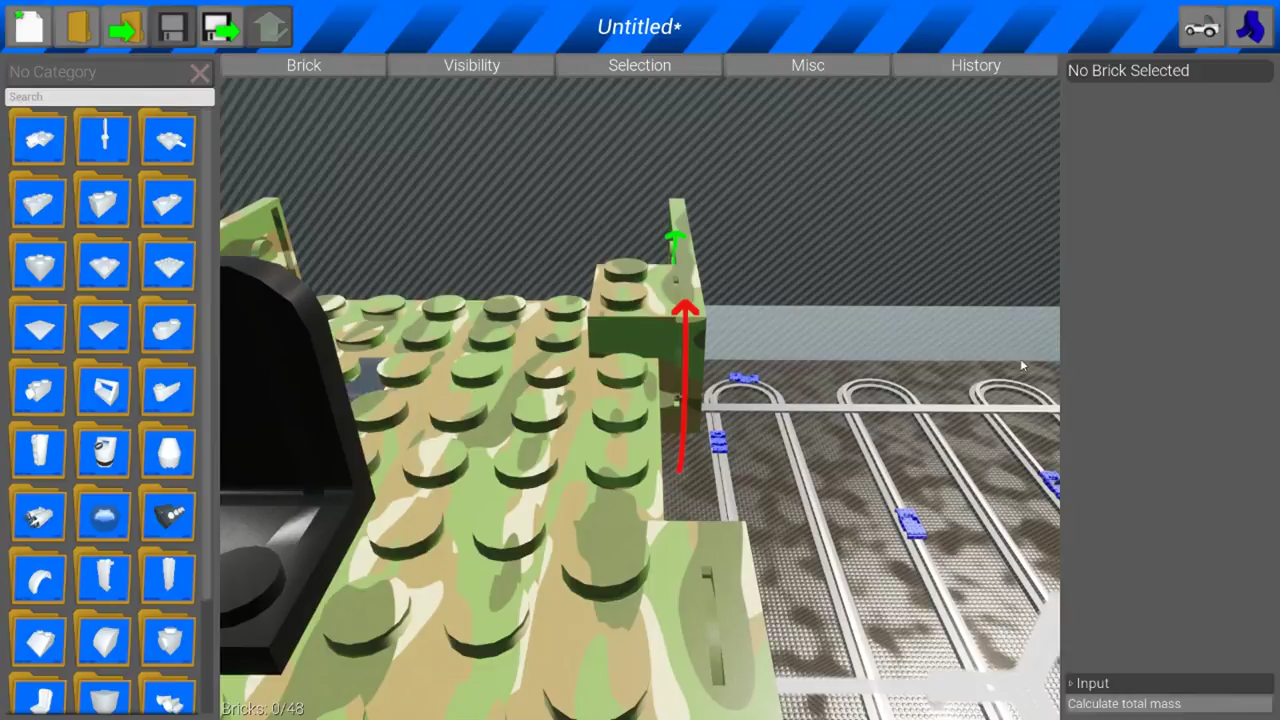 Untitled*
No Category
Search
Brick
Visibility
Selection
Misc
History
No Brick Selected
Bricks: 0/48
Input
Calculate total mass